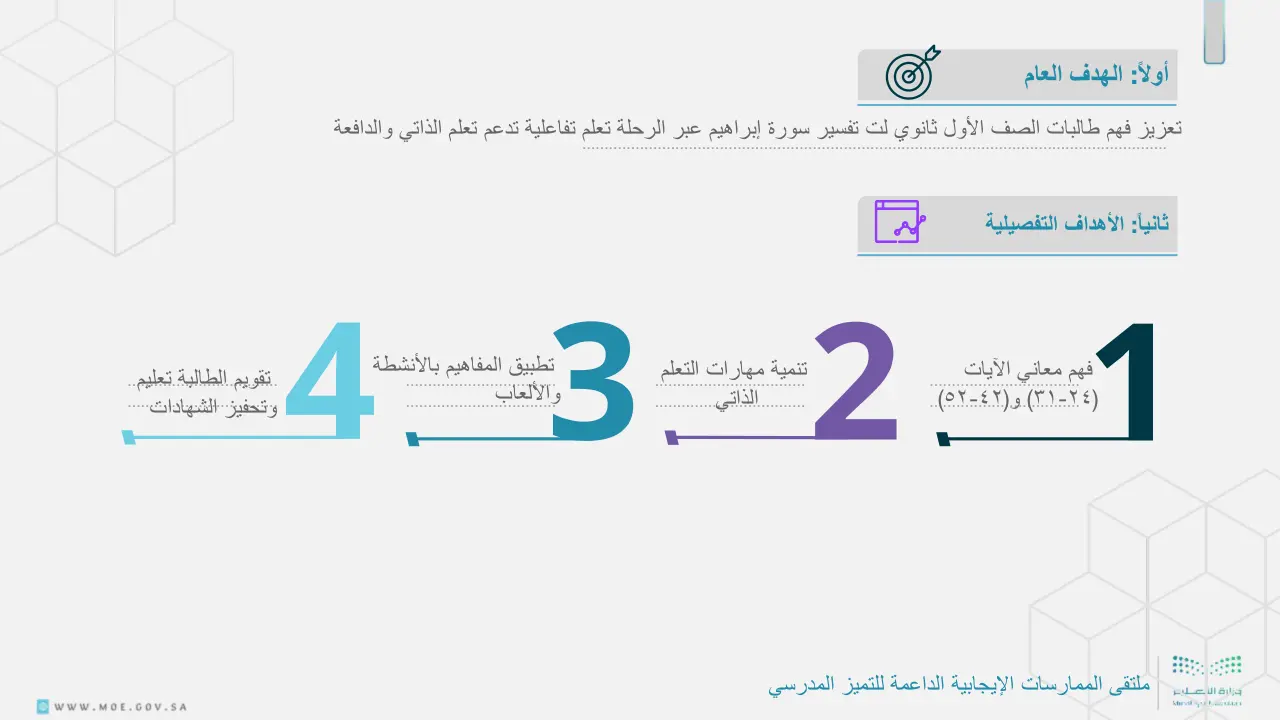 أولاً: الهدف العام
تعزيز فهم طالبات الصف الأول ثانوي لت تفسير سورة إبراهيم عبر الرحلة تعلم تفاعلية تدعم تعلم الذاتي والدافعة
ثانياً: الأهداف التفصيلية
1
فهم معاني الآيات
(٢٤-٣١) و(٤٢-٥٢)
2
تنمية مهارات التعلم
الذاتي
3
تطبيق المفاهيم بالأنشطة
والألعاب
4
تقويم الطالبة تعليم
وتحفيز الشهادات
ملتقى الممارسات الإيجابية الداعمة للتميز المدرسي
وزارة التعليم
Ministry of Education
WWW.MOE.GOV.SA